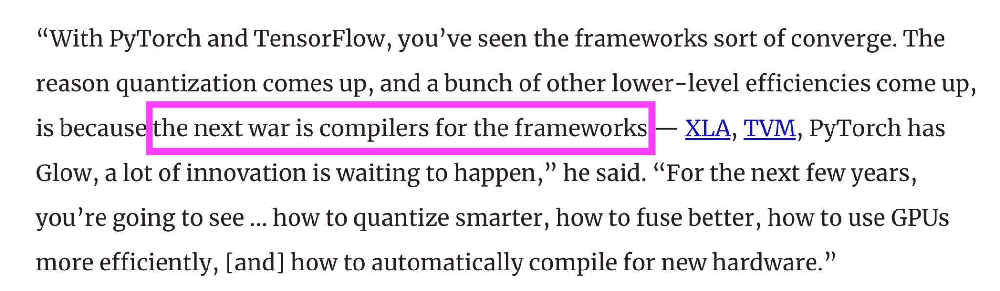 “With PyTorch and TensorFlow, you’ve seen the frameworks sort of converge. The
reason quantization comes up, and a bunch of other lower-level efficiencies come up,
is because the next war is compilers for the frameworks — XLA, TVM, PyTorch has
Glow, a lot of innovation is waiting to happen,” he said. “For the next few years,
you’re going to see … how to quantize smarter, how to fuse better, how to use GPUs
more efficiently, [and] how to automatically compile for new hardware.”